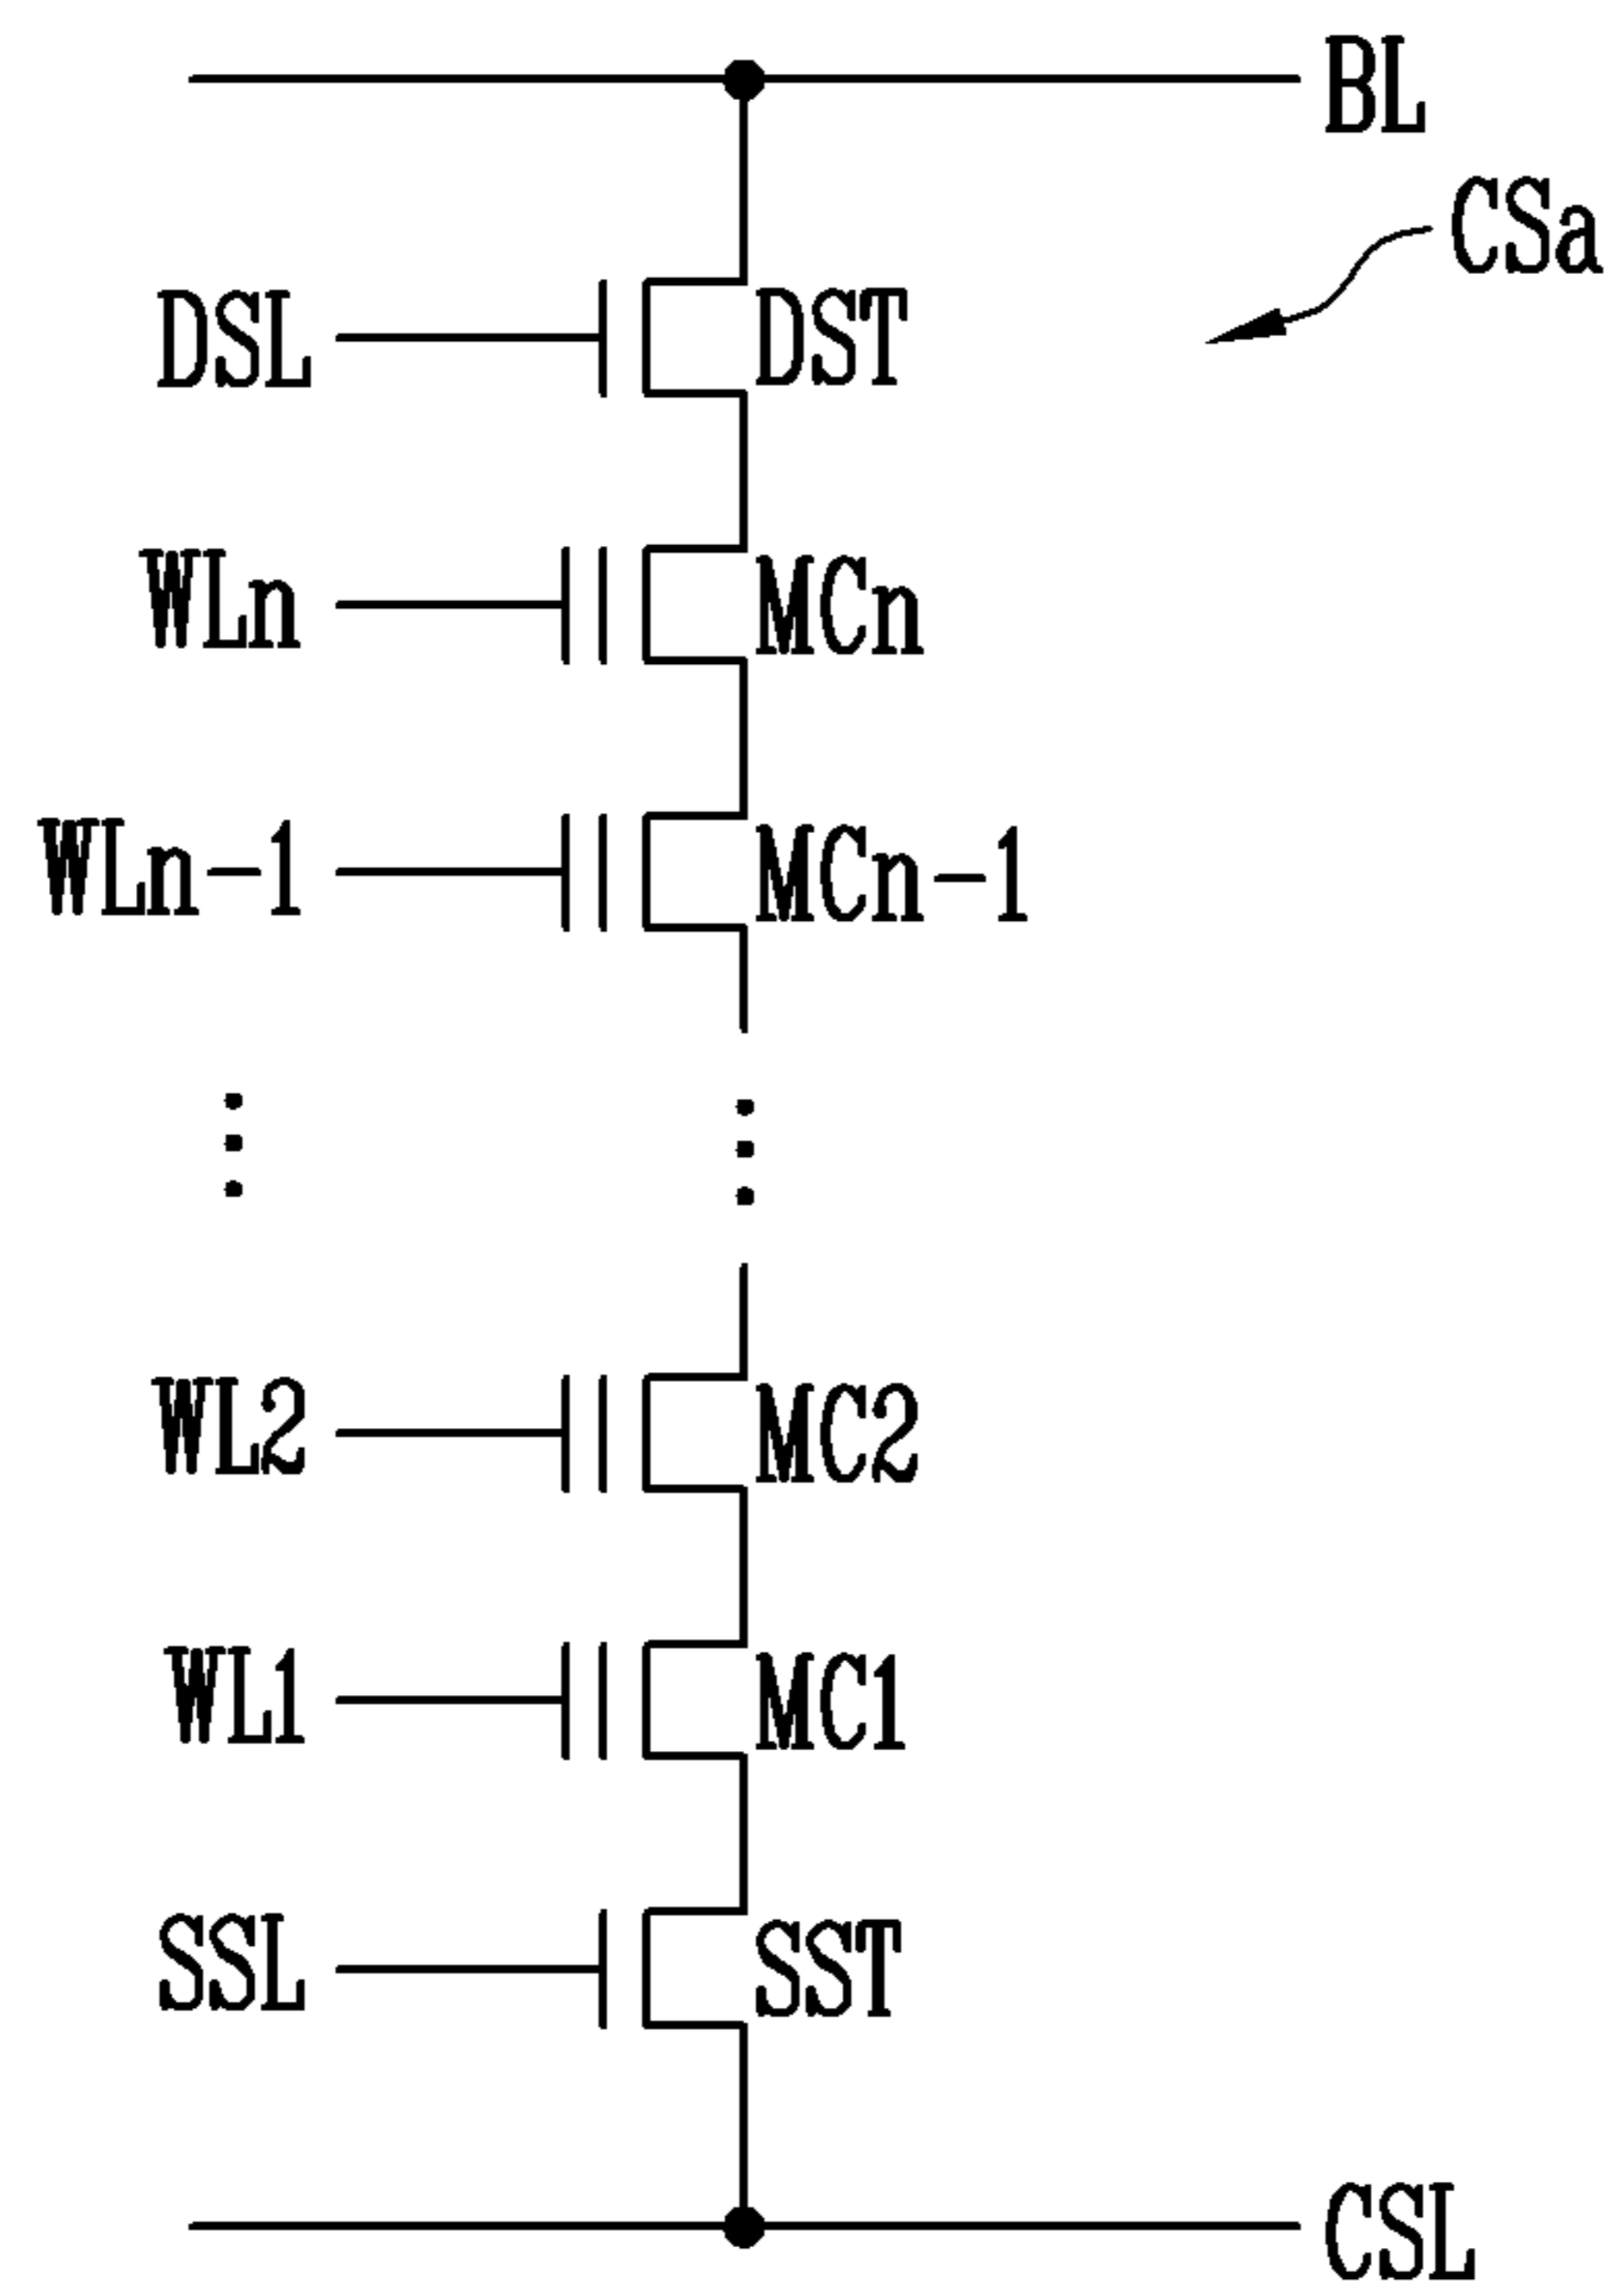 BL
CSa
DSL DST
WLn MCn
WLn-1 MCn-1
WL2 MC2
WL1 MC1
SSL SST
CSL